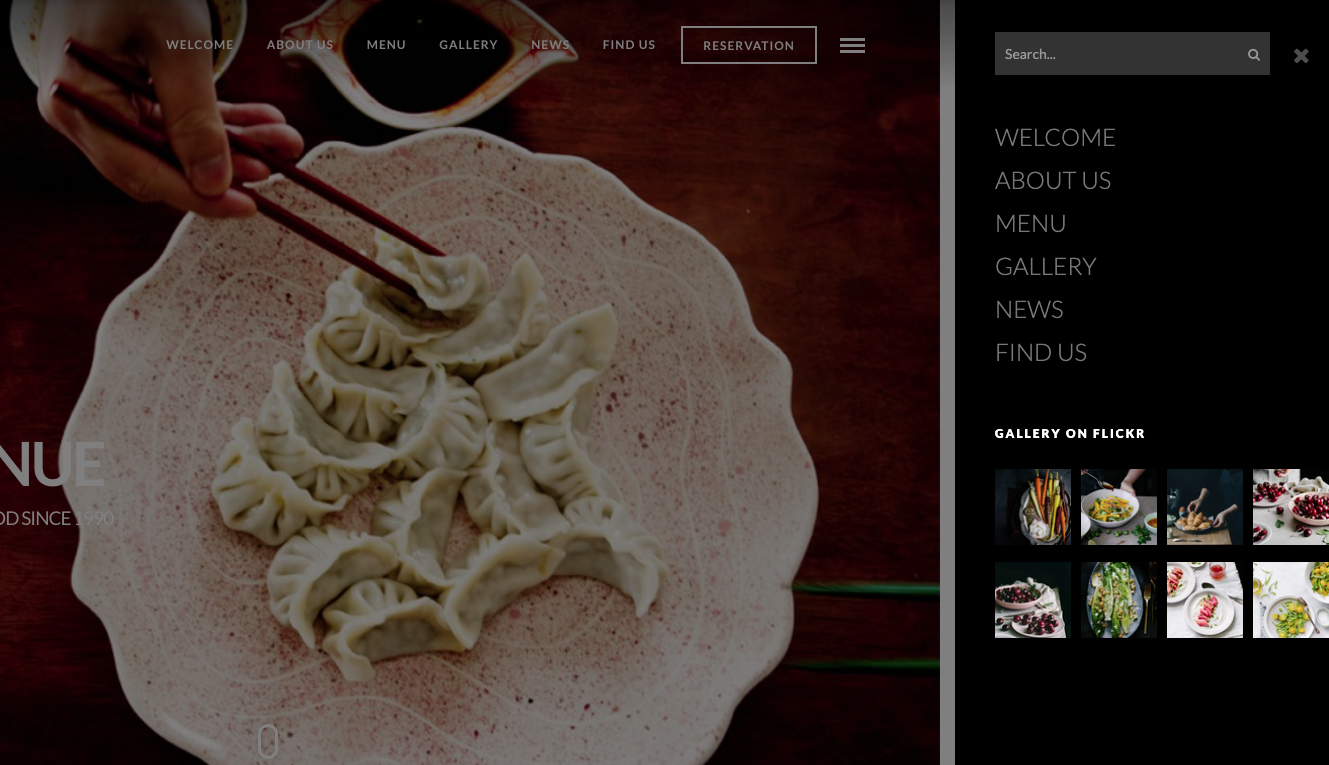 WELCOME ABOUT US MENU GALLERY NEWS FIND US RESERVATION
NUE
OD SINCE 1990
Search...
WELCOME
ABOUT US
MENU
GALLERY
NEWS
FIND US
GALLERY ON FLICKR